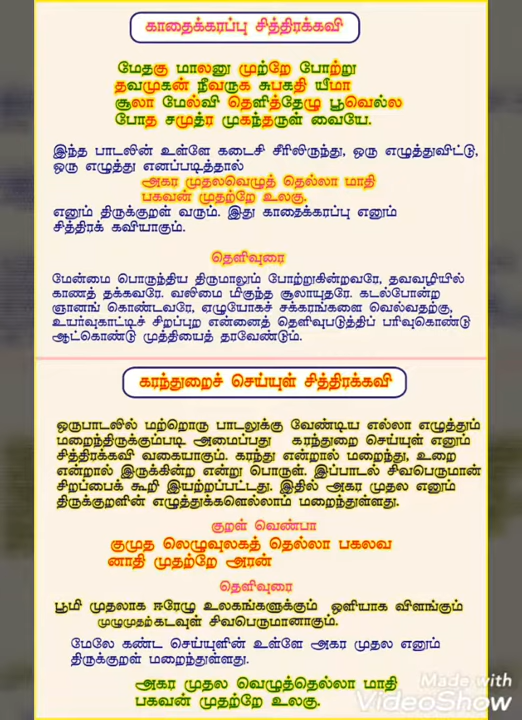 காதைக்கரப்பு சித்திரக்கவி
மேதகு மாலனு முற்றே போற்று
தவமுகன் நீவருக சுபகதி யீமா
சூலா மேல்வி தெளித்தேழு பூவெல்ல
போத சமுத்ர முகந்தருள் வையே.
இந்த பாடலின் உள்ளே கடைசி சீரிலிருந்து, ஒரு எழுத்துவிட்டு,
ஒரு எழுத்து எனப்படித்தால்
அகர முதலவெழுத் தெல்லா மாதி
பகவன் முதற்றே உலகு.
எனும் திருக்குறள் வரும். இது காதைக்கரப்பு எனும்
சித்திரக் கவியாகும்.
தெளிவுரை
மேன்மை பொருந்திய திருமாலும் போற்றுகின்றவரே, தவவழியில்
காணத் தக்கவரே. வலிமை மிகுந்த சூலாயுதரே. கடல்போன்ற
ஞானங் கொண்டவரே, ஏழுயோகச் சக்கரங்களை வெல்வதற்கு,
உயர்வுகாட்டிச் சிறப்புற என்னைத் தெளிவுபடுத்திப் பரிவுகொண்டு
ஆட்கொண்டு முத்தியைத் தரவேண்டும்.
கரந்துறைச் செய்யுள் சித்திரக்கவி
ஒருபாடலில் மற்றொரு பாடலுக்கு வேண்டிய எல்லா எழுத்தும்
மறைந்திருக்கும்படி அமைப்பது கரந்துறை செய்யுள் எனும்
சித்திரக்கவி வகையாகும். கரந்து என்றால் மறைந்து, உறை
என்றால் இருக்கின்ற என்று பொருள். இப்பாடல் சிவபெருமான்
சிறப்பைக் கூறி இயற்றப்பட்டது. இதில் அகர முதல எனும்
திருக்குறளின் எழுத்துக்களெல்லாம் மறைந்துள்ளது.
குறள் வெண்பா
குமுத லெழுவுலகத் தெல்லா பகலவ
னாதி முதற்றே அரன்
தெளிவுரை
பூமி முதலாக ஈரேழு உலகங்களுக்கும் ஒளியாக விளங்கும்
முழுமுதற்கடவுள் சிவபெருமானாகும்.
மேலே கண்ட செய்யுளின் உள்ளே அகர முதல எனும்
திருக்குறள் மறைந்துள்ளது.
அகர முதல வெழுத்தெல்லா மாதி
பகவன் முதற்றே உலகு.
Made with
VideoShow